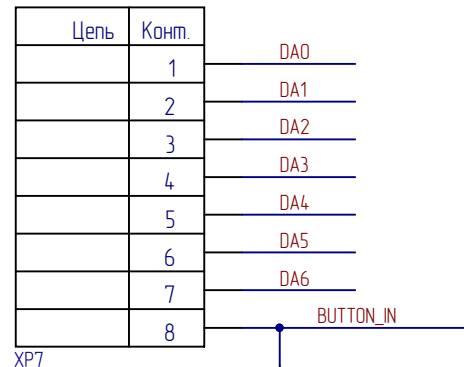 Цепь Конт.
1 DA0
2 DA1
3 DA2
4 DA3
5 DA4
6 DA5
7 DA6
8 BUTTON_IN
XP7